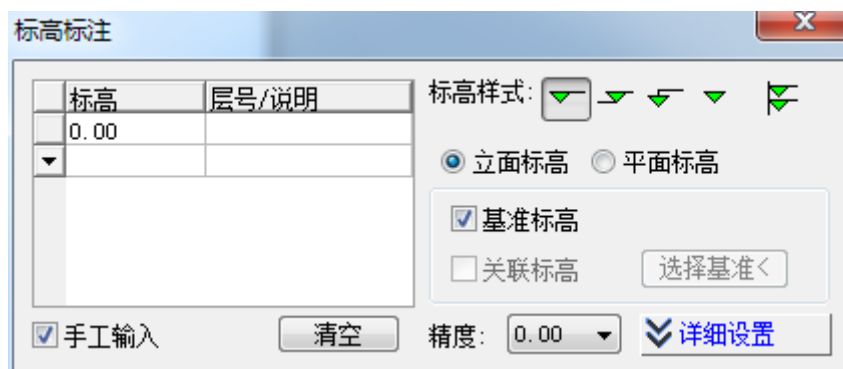 标高标注
标高 层号/说明
0.00
标高样式:
立面标高 平面标高
基准标高
关联标高 选择基准<
手工输入 清空 精度: 0.00 详细设置